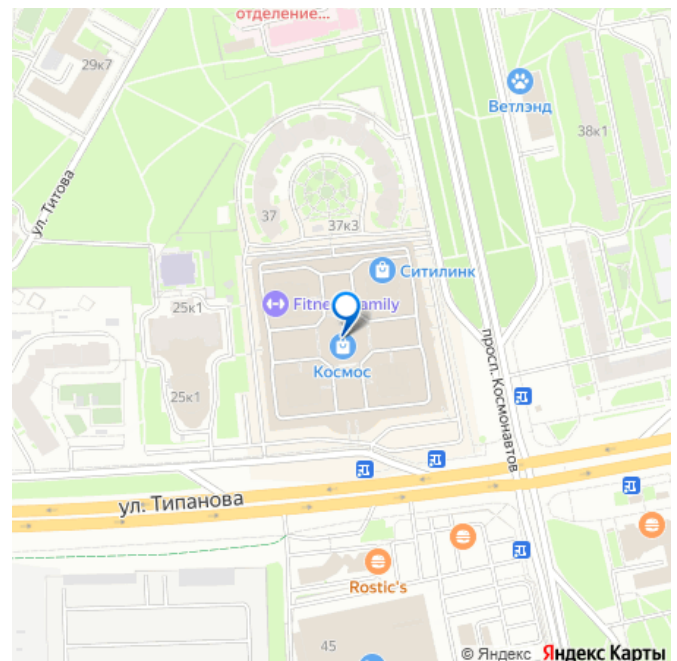 отделение...
29к7
Ветлэнд
38к1
ул. Титова
37
37к3
Ситилинк
Fitness Family
25к1
Космос
просп. Космонавтов
25к1
ул. Типанова
Rostic's
45
© Яндекс Яндекс Карты